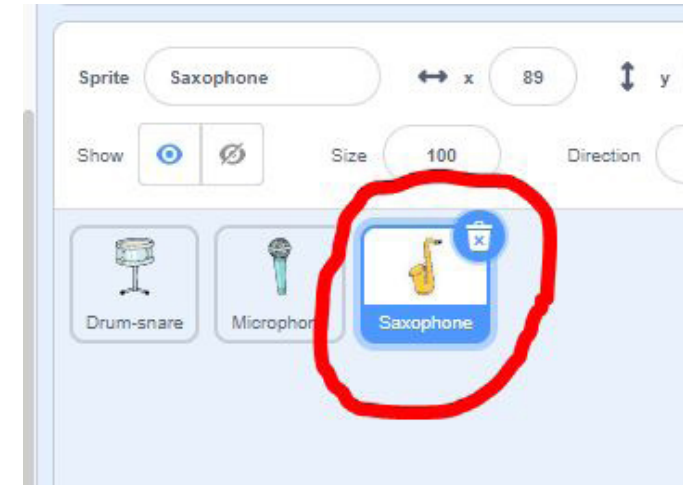 Sprite Saxophone x 89 y
Show Size 100 Direction
Drum-snare Microphon Saxophone